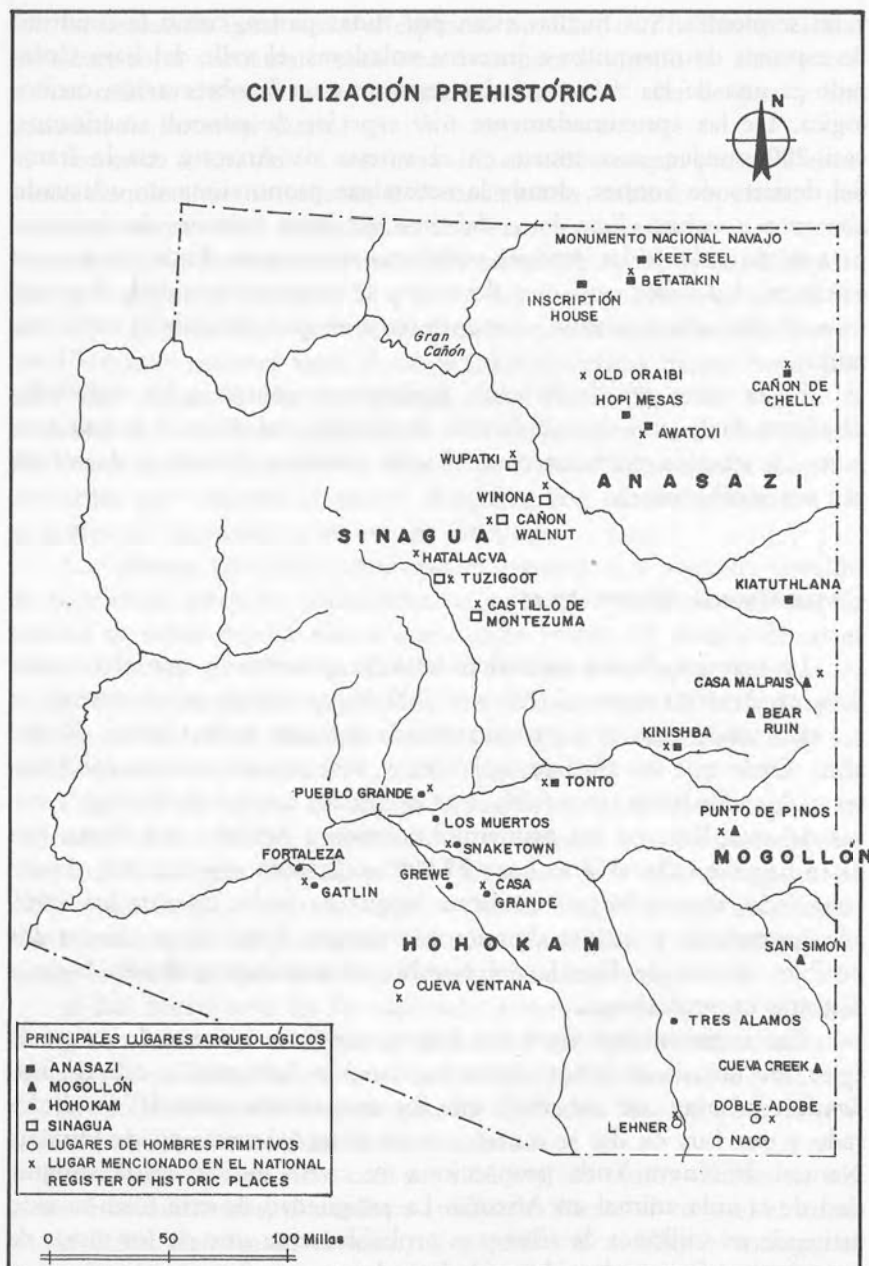 CIVILIZACIÓN PREHISTÓRICA
N
MONUMENTO NACIONAL NAVAJO
KEET SEEL
BETATAKIN
INSCRIPTION
HOUSE
Gran
Cañón
x OLD ORAIBI
CAÑON DE
CHELLY
HOPI MESAS
x AWATOVI
WUPATKI x
ANASAZI
WINONA
x CAÑON
WALNUT
SINAGUA
x HATALACVA
x TUZIGOOT
CASTILLO DE
MONTEZUMA
KIATUTHLANA
CASA MALPAIS x
BEAR
RUIN
KINISHBA
x
x TONTO
PUEBLO GRANDE x
LOS MUERTOS
x SNAKETOWN
PUNTO DE PINOS
x
MOGOLLÓN
FORTALEZA
x GATLIN
GREWE
x CASA
GRANDE
HOHOKAM
SAN SIMÓN
CUEVA VENTANA
x
TRES ALAMOS
CUEVA CREEK
DOBLE ADOBE
x
LEHNER
NACO
PRINCIPALES LUGARES ARQUEOLÓGICOS
ANASAZI
MOGOLLÓN
HOHOKAM
SINAGUA
LUGARES DE HOMBRES PRIMITIVOS
x LUGAR MENCIONADO EN EL NATIONAL
REGISTER OF HISTORIC PLACES
0 50 100 Millas